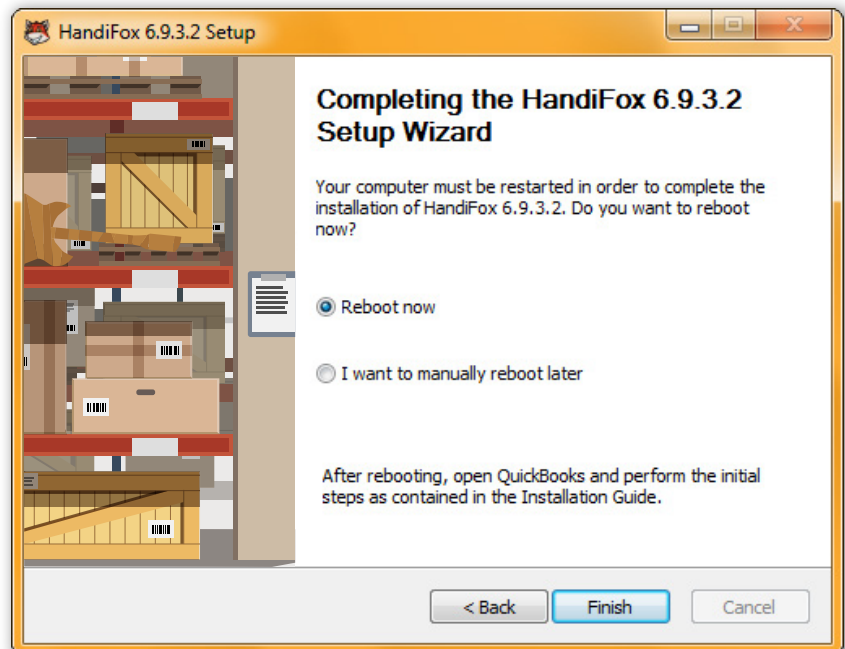 HandiFox 6.9.3.2 Setup
Completing the HandiFox 6.9.3.2
Setup Wizard
Your computer must be restarted in order to complete the
installation of HandiFox 6.9.3.2. Do you want to reboot
now?
Reboot now
I want to manually reboot later
After rebooting, open QuickBooks and perform the initial
steps as contained in the Installation Guide.
< Back
Finish
Cancel